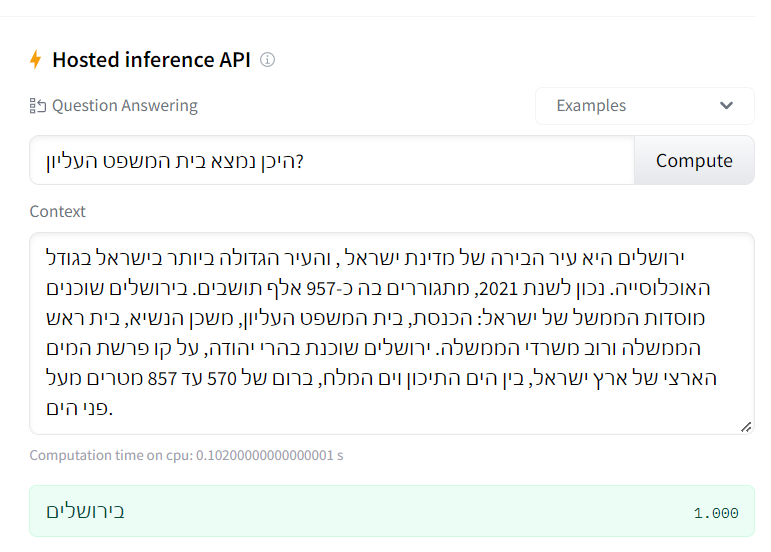 Hosted inference API
Question Answering
Examples
היכן נמצא בית המשפט העליון?
Compute
Context
ירושלים היא עיר הבירה של מדינת ישראל , והעיר הגדולה ביותר בישראל בגודל
האוכלוסייה. נכון לשנת 2021, מתגוררים בה כ-957 אלף תושבים. בירושלים שוכנים
מוסדות הממשל של ישראל: הכנסת, בית המשפט העליון, משכן הנשיא, בית ראש
הממשלה ורוב משרדי הממשלה. ירושלים שוכנת בהרי יהודה, על קו פרשת המים
הארצי של ארץ ישראל, בין הים התיכון וים המלח, ברום של 570 עד 857 מטרים מעל
פני הים.
Computation time on cpu: 0.10200000000000001 s
בירושלים
1.000